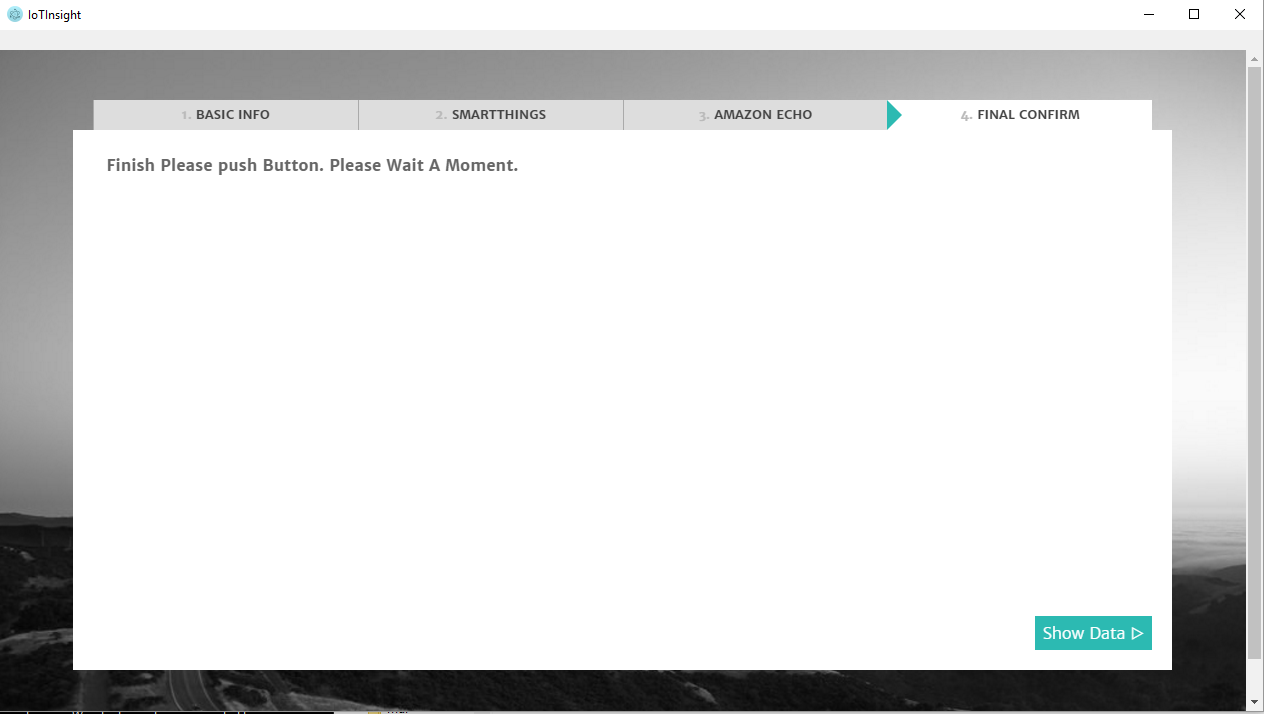 IoTInsight
1. BASIC INFO
2. SMARTTHINGS
3. AMAZON ECHO
4. FINAL CONFIRM
Finish Please push Button. Please Wait A Moment.
Show Data